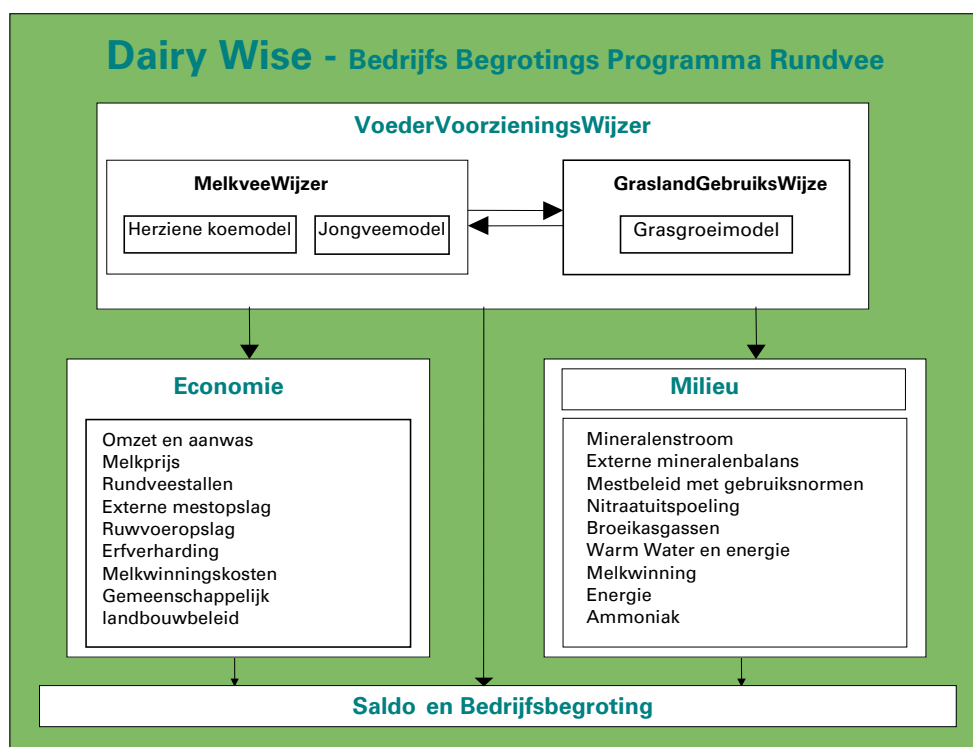 Dairy Wise - Bedrijfs Begrotings Programma Rundvee
VoederVoorzieningsWijzer
MelkveeWijzer
Herziene koemodel
Jongveemodel
GraslandGebruiksWijze
Grasgroeimodel
Economie
Omzet en aanwas
Melkprijs
Rundveestallen
Externe mestopslag
Ruwvoeropslag
Erfverharding
Melkwinningskosten
Gemeenschappelijk
landbouwbeleid
Milieu
Mineralenstroom
Externe mineralenbalans
Mestbeleid met gebruiksnormen
Nitraatuitspoeling
Broeikasgassen
Warm Water en energie
Melkwinning
Energie
Ammoniak
Saldo en Bedrijfsbegroting